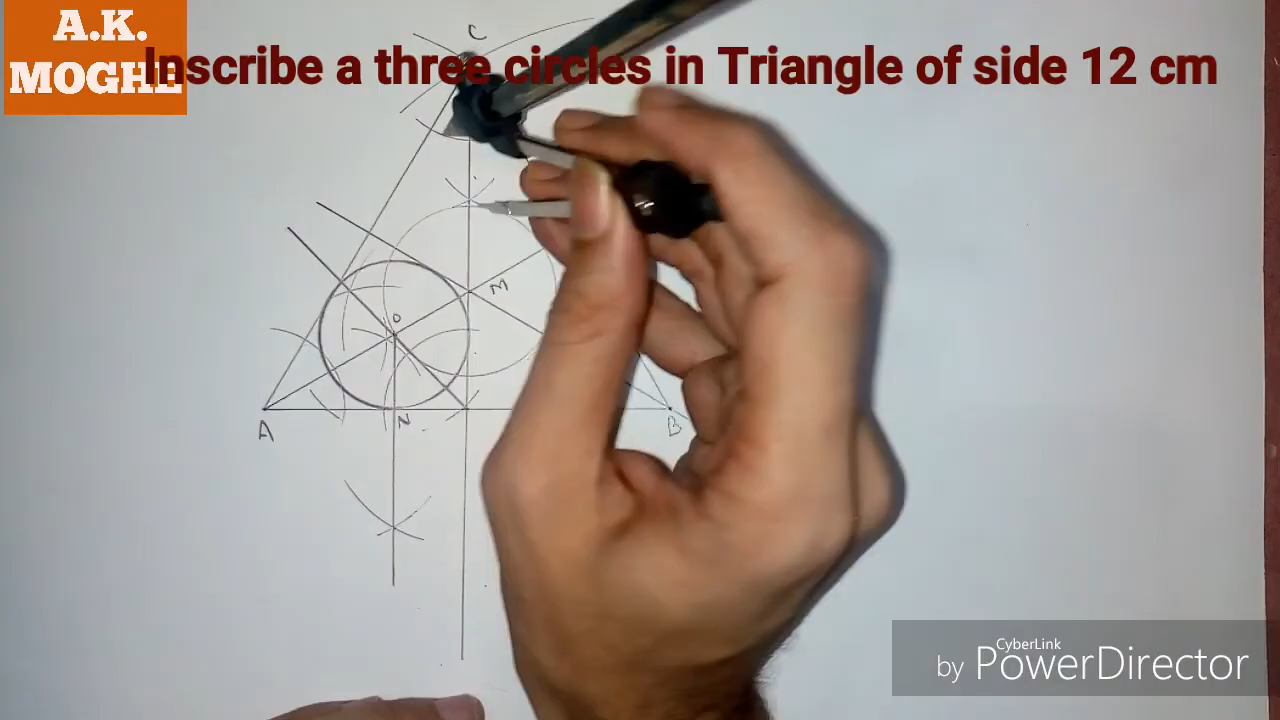 A.K.
MOGHE
Inscribe a three circles in Triangle of side 12 cm
C
M
O
A
N
B
CyberLink
by PowerDirector